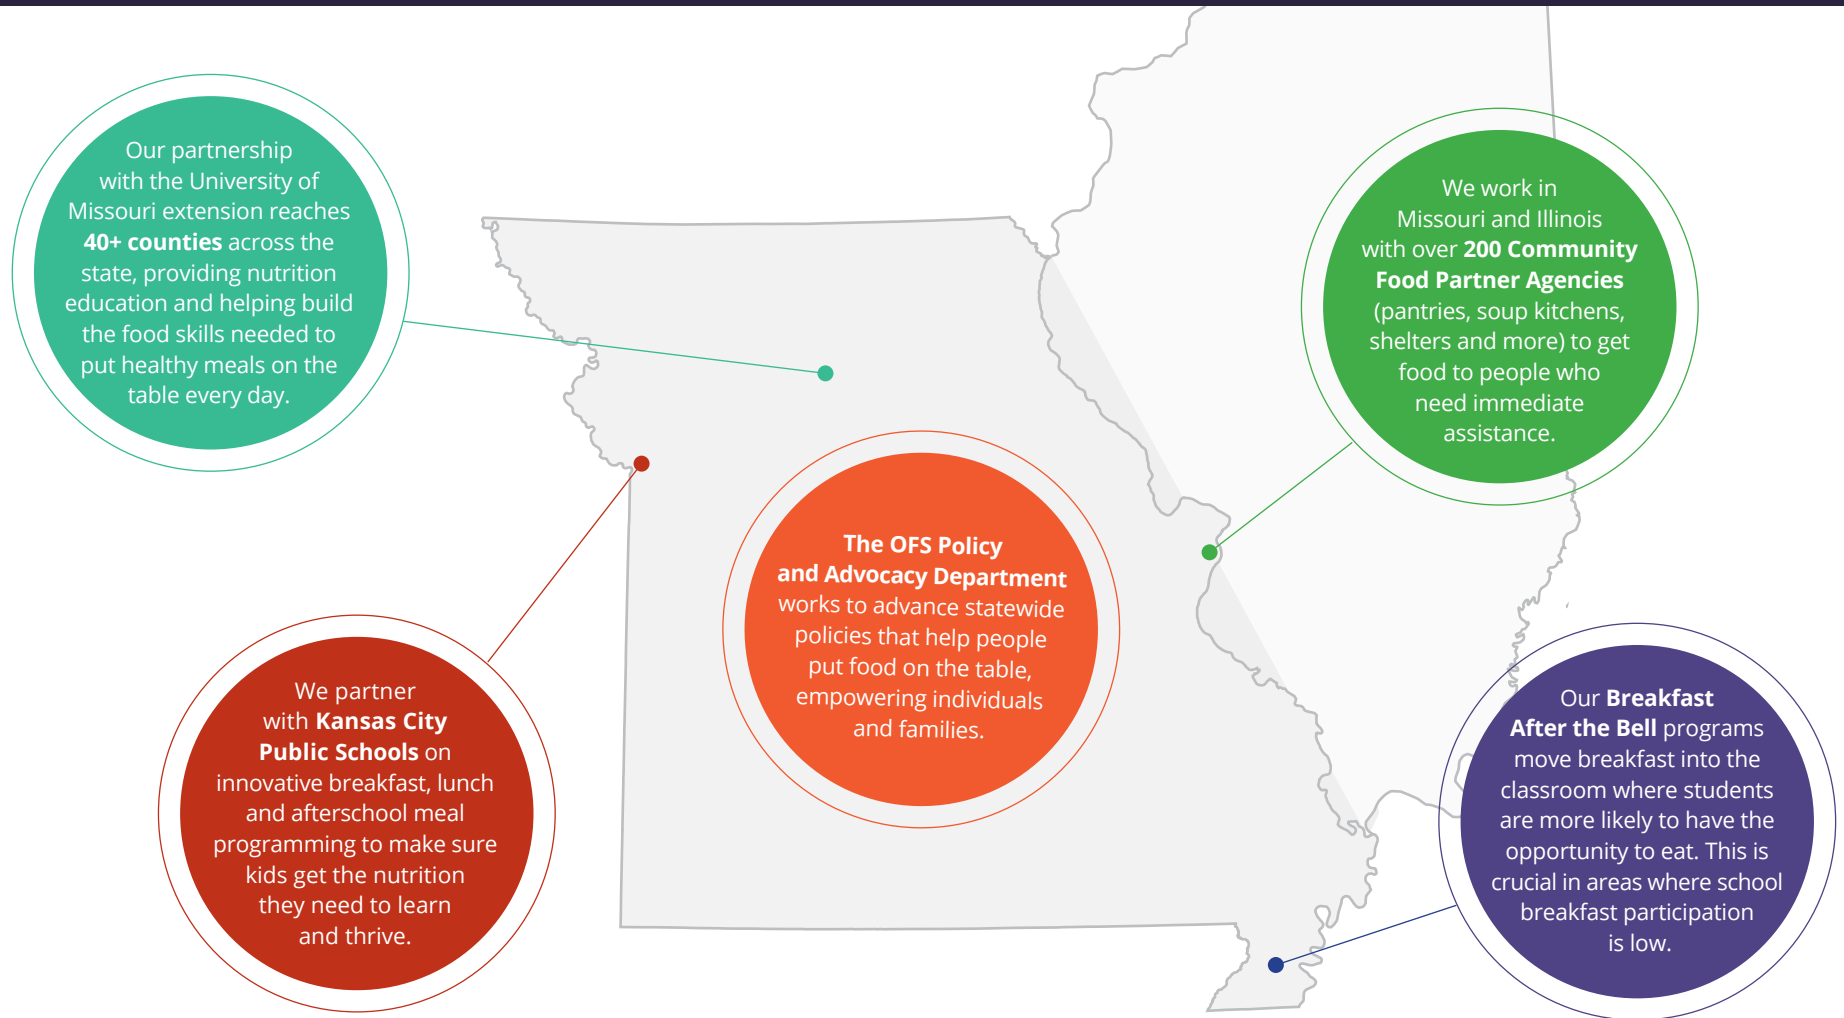 Our partnership
with the University of
Missouri extension reaches
40+ counties across the
state, providing nutrition
education and helping build
the food skills needed to
put healthy meals on the
table every day.
We work in
Missouri and Illinois
with over 200 Community
Food Partner Agencies
(pantries, soup kitchens,
shelters and more) to get
food to people who
need immediate
assistance.
The OFS Policy
and Advocacy Department
works to advance statewide
policies that help people
put food on the table,
empowering individuals
and families.
We partner
with Kansas City
Public Schools on
innovative breakfast, lunch
and afterschool meal
programming to make sure
kids get the nutrition
they need to learn
and thrive.
Our Breakfast
After the Bell programs
move breakfast into the
classroom where students
are more likely to have the
opportunity to eat. This is
crucial in areas where school
breakfast participation
is low.